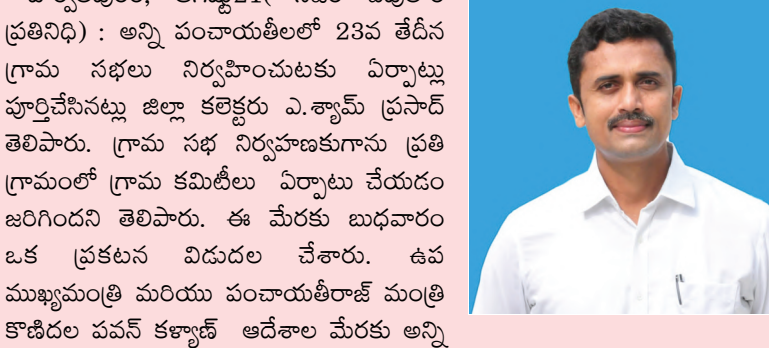 ప్రతినిధి) : అన్ని పంచాయతీలలో 23వ తేదీన
గ్రామ సభలు నిర్వహించుటకు ఏర్పాట్లు
పూర్తిచేసినట్లు జిల్లా కలెక్టరు ఎ.శ్యామ్ ప్రసాద్
తెలిపారు. గ్రామ సభ నిర్వహణకుగాను ప్రతి
గ్రామంలో గ్రామ కమిటీలు ఏర్పాటు చేయడం
జరిగిందని తెలిపారు. ఈ మేరకు బుధవారం
ఒక ప్రకటన విడుదల చేశారు. ఉప
ముఖ్యమంత్రి మరియు పంచాయతీరాజ్ మంత్రి
కొణిదల పవన్ కళ్యాణ్ ఆదేశాల మేరకు అన్ని